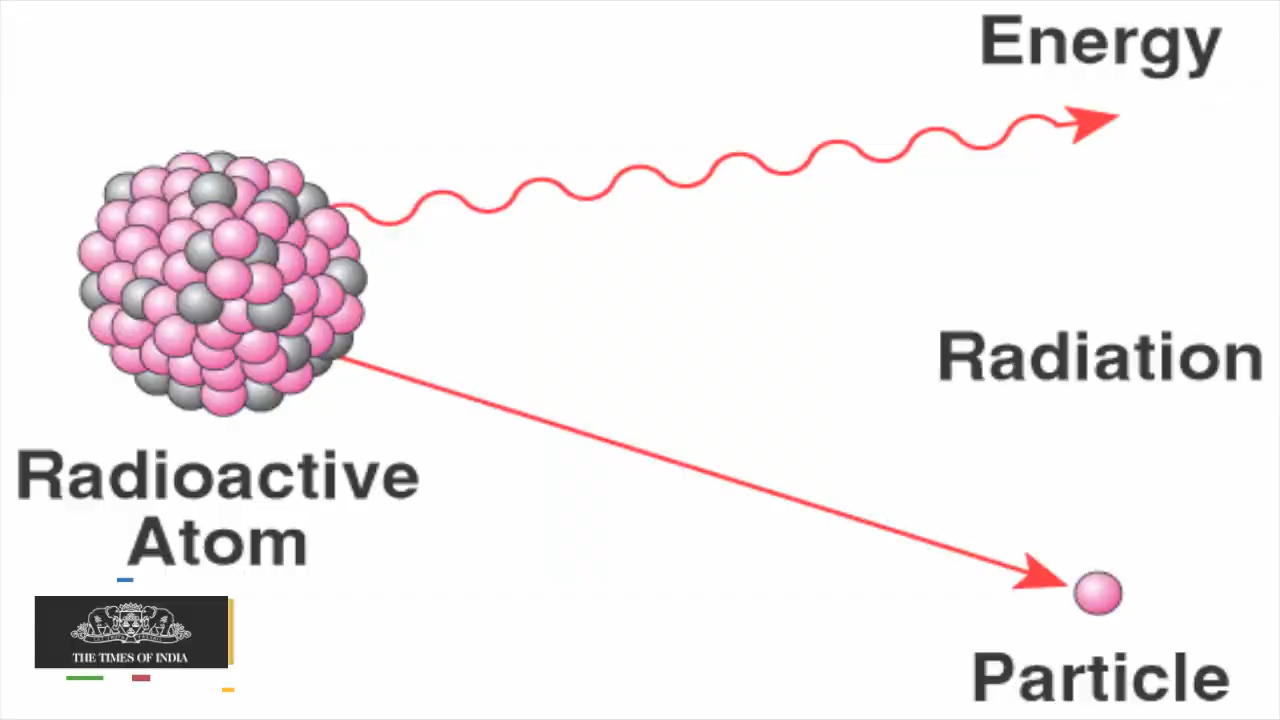 Energy
Radiation
Radioactive
Atom
THE TIMES OF INDIA
Particle